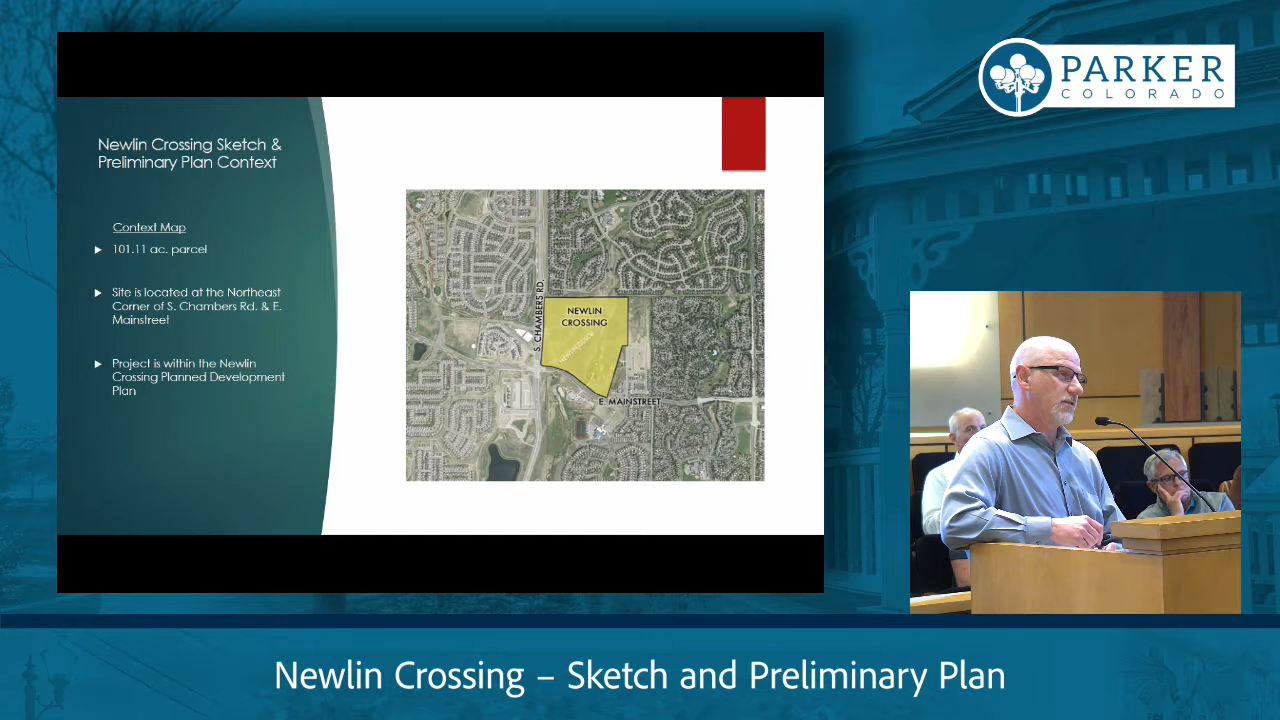 PARKER
COLORADO
Newlin Crossing Sketch &
Preliminary Plan Context
Context Map
101.11 ac. parcel
Site is located at the Northeast
Corner of S. Chambers Rd. & E.
Mainstreet
Project is within the Newlin
Crossing Planned Development
Plan
S. CHAMBERS RD.
NEWLIN
CROSSING
E. MAINSTREET
Newlin Crossing – Sketch and Preliminary Plan